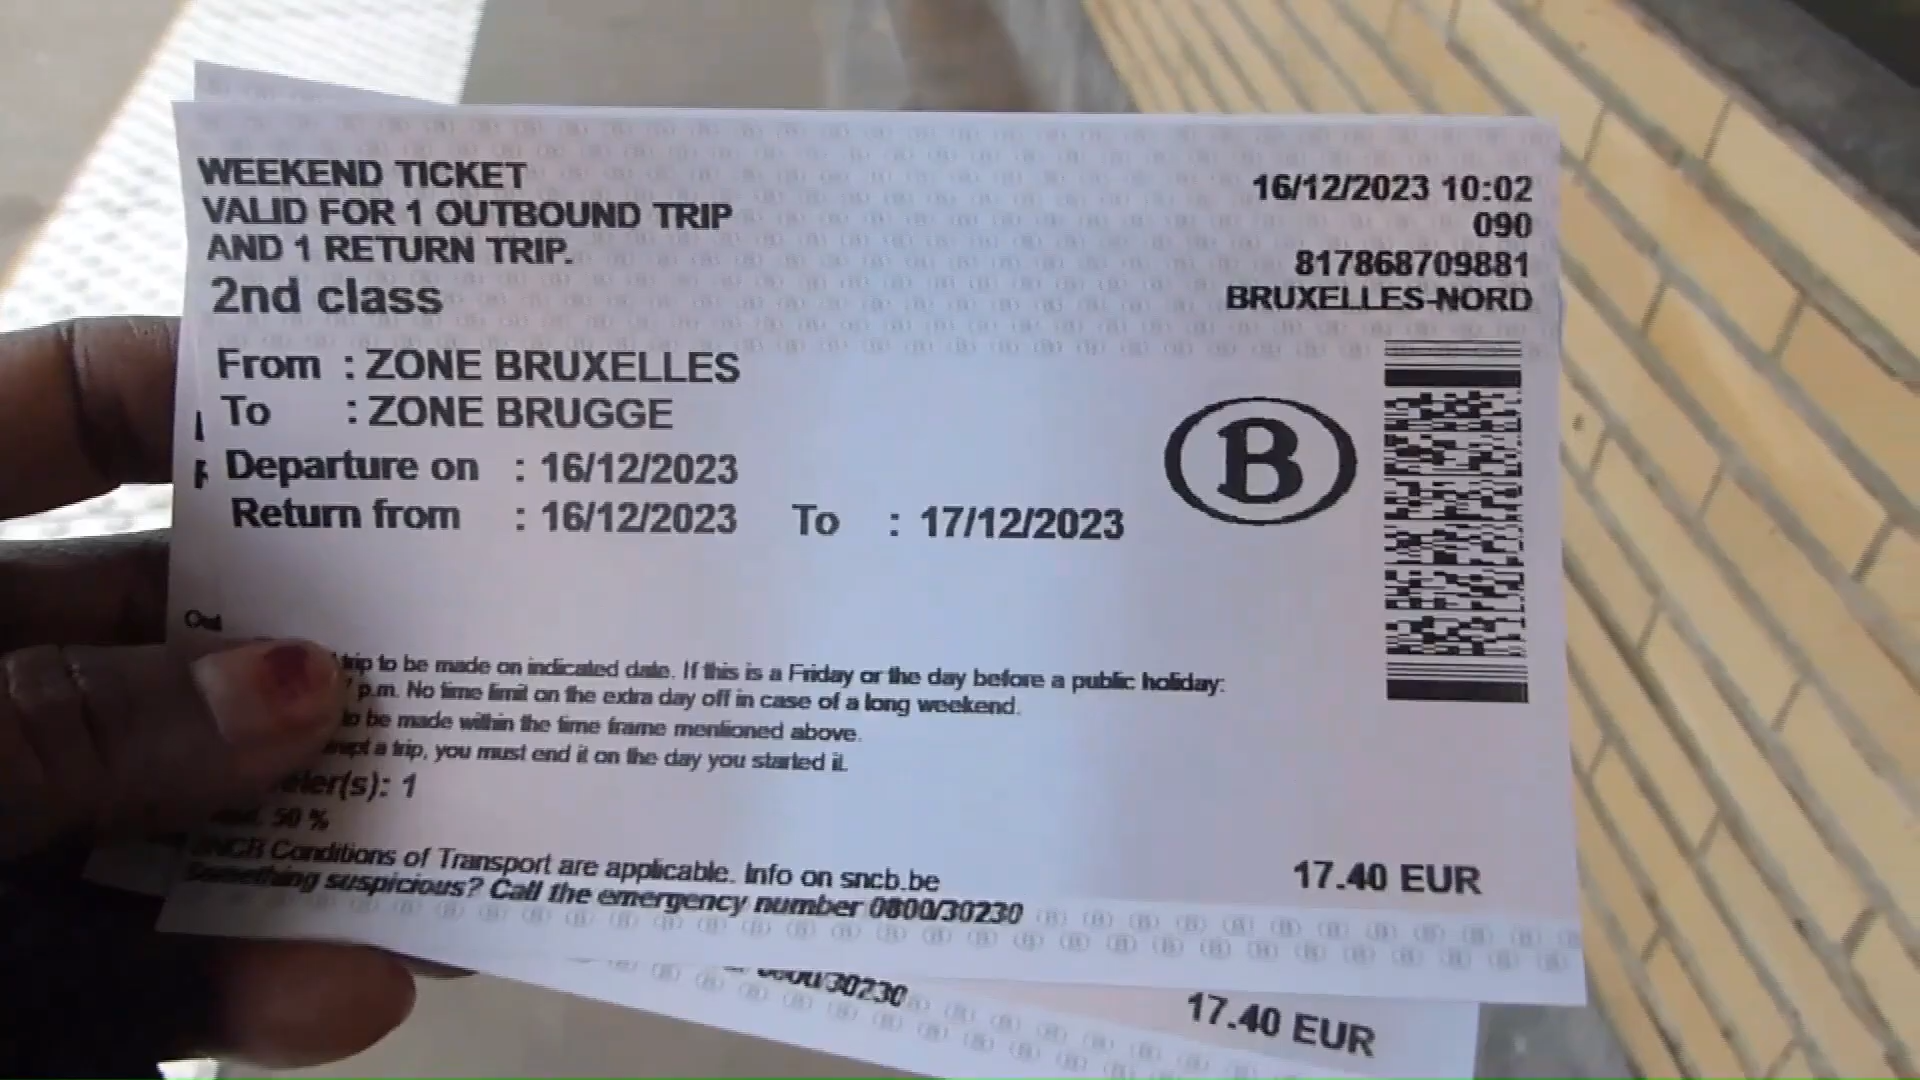 WEEKEND TICKET
VALID FOR 1 OUTBOUND TRIP
AND 1 RETURN TRIP.
2nd class
16/12/2023 10:02
090
817868709881
BRUXELLES-NORD
From : ZONE BRUXELLES
To : ZONE BRUGGE
Departure on : 16/12/2023
Return from : 16/12/2023 To : 17/12/2023
B
trip to be made on indicated date. If this is a Friday or the day before a public holiday:
p.m. No time limit on the extra day off in case of a long weekend.
to be made within the time frame mentioned above.
a trip, you must end it on the day you started it.
(s): 1
50 %
Conditions of Transport are applicable. Info on sncb.be
17.40 EUR
Something suspicious? Call the emergency number 0800/30230
0800/30230
17.40 EUR